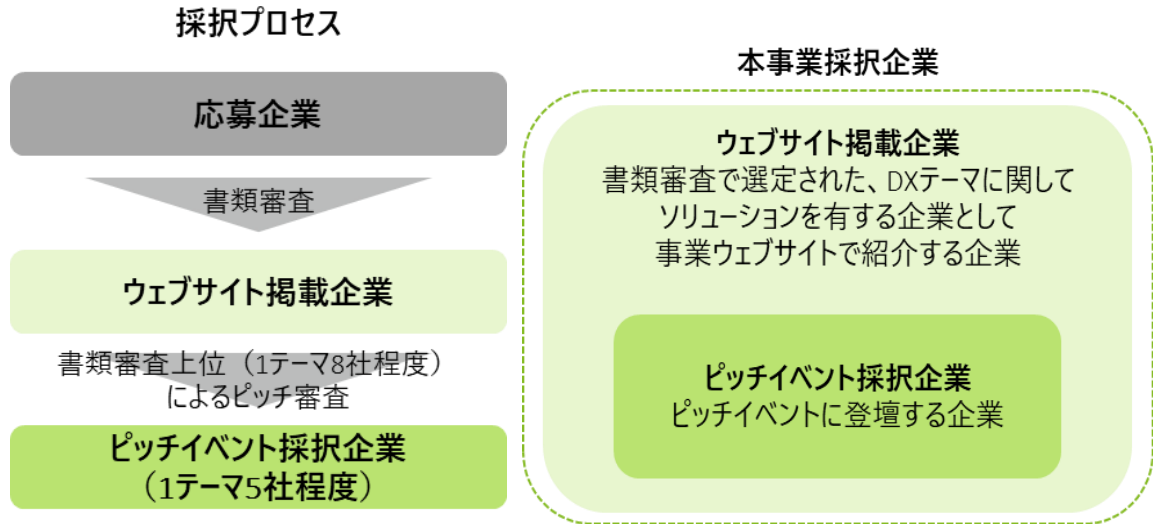 採択プロセス
応募企業
書類審査
ウェブサイト掲載企業
書類審査上位（1テーマ8社程度）
によるピッチ審査
ピッチイベント採択企業
（1テーマ5社程度）
本事業採択企業
ウェブサイト掲載企業
書類審査で選定された、DXテーマに関して
ソリューションを有する企業として
事業ウェブサイトで紹介する企業
ピッチイベント採択企業
ピッチイベントに登壇する企業